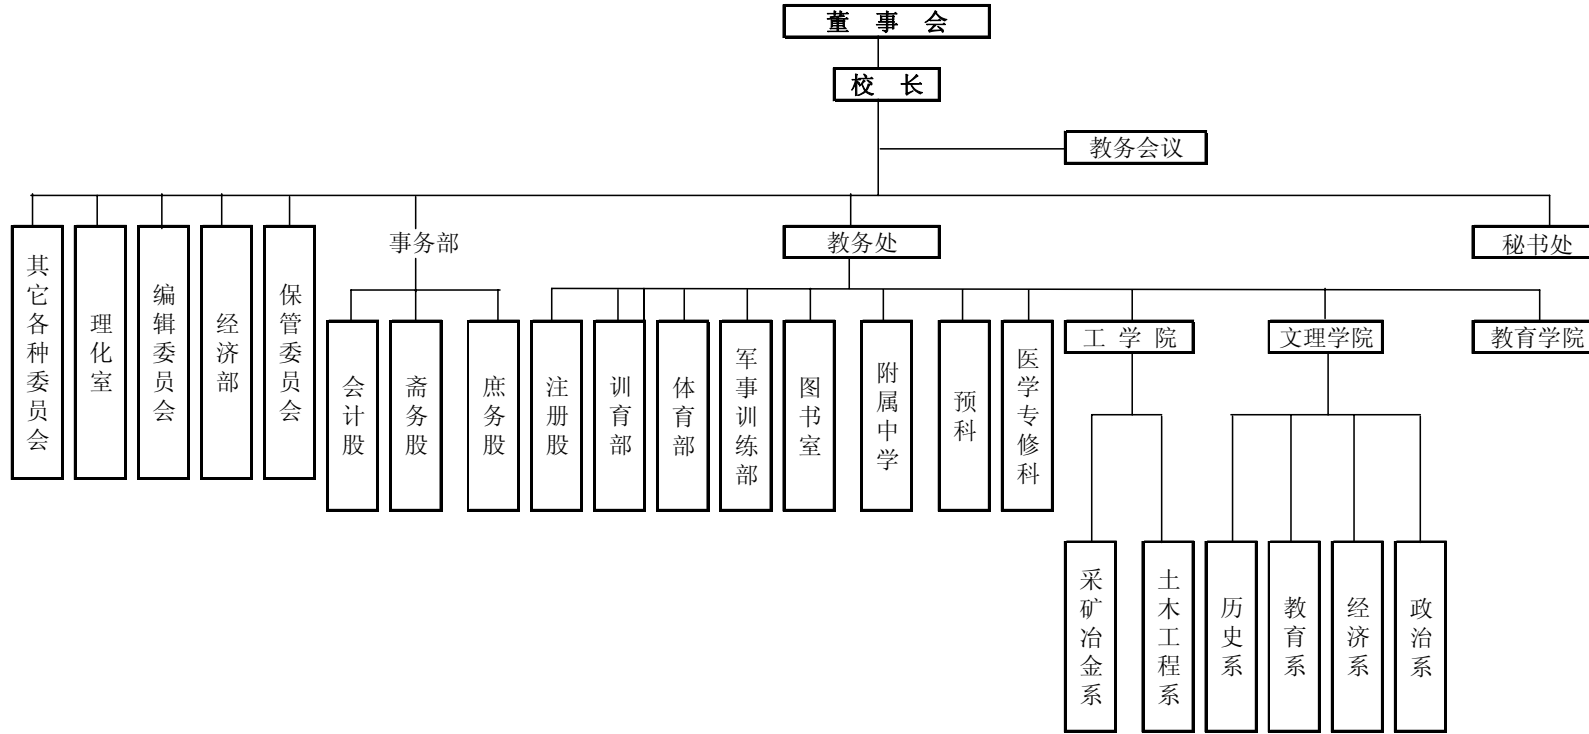 董 事 会
校 长
教务会议
其它各种委员会
理化室
编辑委员会
经济部
保管委员会
事务部
教务处
秘书处
会计股
斋务股
庶务股
注册股
训育部
体育部
军事训练部
图书室
附属中学
预科
医学专修科
工 学 院
文理学院
教育学院
采矿冶金系
土木工程系
历史系
教育系
经济系
政治系